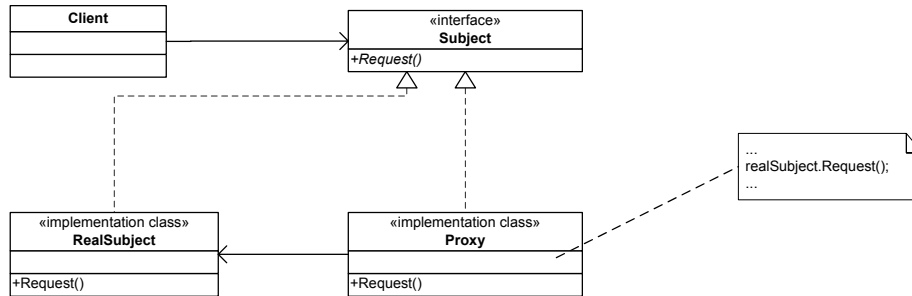 Client
«interface»
Subject
+Request()
...
realSubject.Request();
...
«implementation class»
RealSubject
+Request()
«implementation class»
Proxy
+Request()